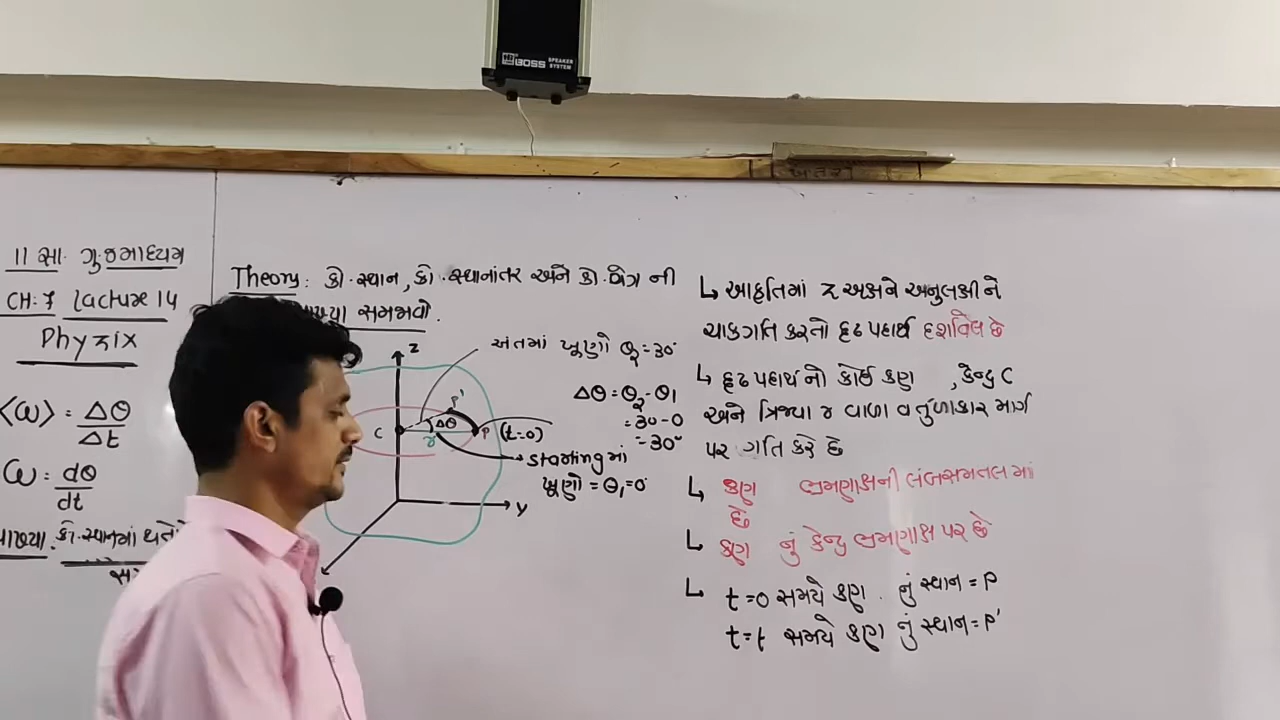 BOSS SPEAKER SYSTEM
11 સા. ગુજ માધ્યમ
CH: 7 Lecture 14
Phyzix
<ω> = Δθ / Δt
ω = dθ / dt
કો. સ્થાનમાં થતો
Theory: કો. સ્થાન, કો. સ્થાનાંતર અને કો. વેગ ની
સમજાવો.
અંતમાં ખૂણો θ₂ = 30°
Δθ = θ₂ - θ₁
= 30 - 0
= 30°
z
P'
C
Δθ
r
P (t=0)
starting માં
ખૂણો = θ₁ = 0°
y
↳ આકૃતિમાં z અક્ષને અનુલક્ષીને
ચાકગતિ કરતો દૃઢ પદાર્થ દર્શાવેલ છે
↳ દૃઢ પદાર્થ નો કોઈ કણ , કેન્દ્ર C
અને ત્રિજ્યા r વાળા વર્તુળાકાર માર્ગ
પર ગતિ કરે છે
↳ કણ ભ્રમણાક્ષની લંબસમતલ માં
છે
↳ કણ નું કેન્દ્ર ભ્રમણાક્ષ પર છે
↳ t=0 સમયે કણ નું સ્થાન = P
t=t સમયે કણ નું સ્થાન = P'